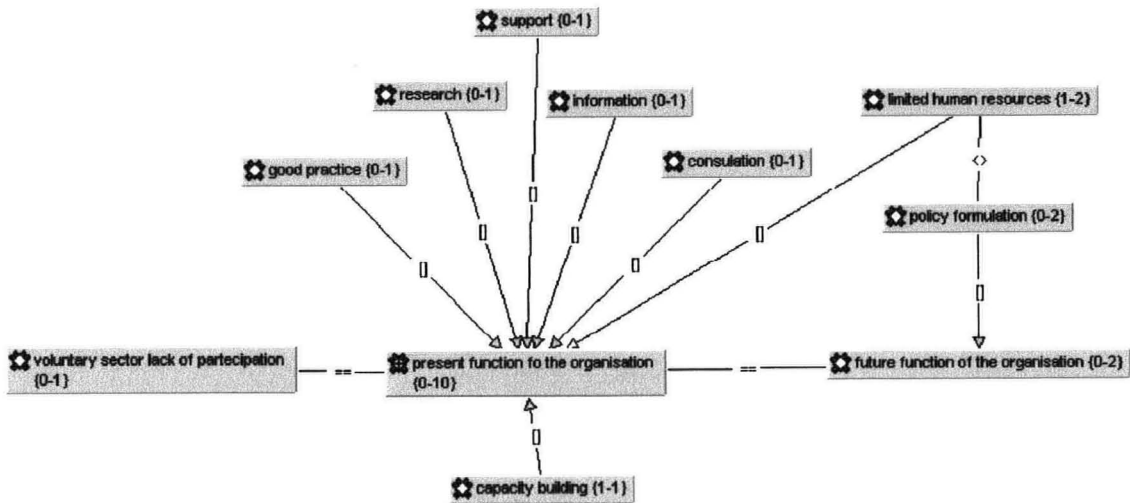 support {0-1}
research {0-1}
information {0-1}
limited human resources {1-2}
good practice {0-1}
consulation {0-1}
<>
[]
policy formulation {0-2}
[]
[]
[]
[]
[]
[]
voluntary sector lack of partecipation
{0-1}
==
present function fo the organisation
{0-10}
==
future function of the organisation {0-2}
[]
capacity building {1-1}